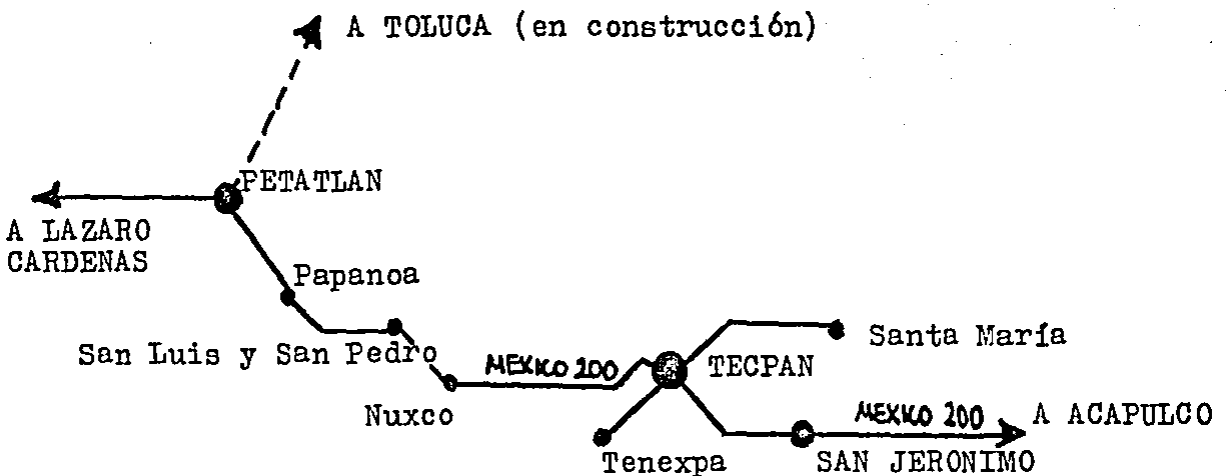 A TOLUCA (en construcción)
PETATLAN
A LAZARO
CARDENAS
Papanoa
San Luis y San Pedro
MEXICO 200
Santa María
TECPAN
Nuxco
MEXICO 200
A ACAPULCO
Tenexpa
SAN JERONIMO